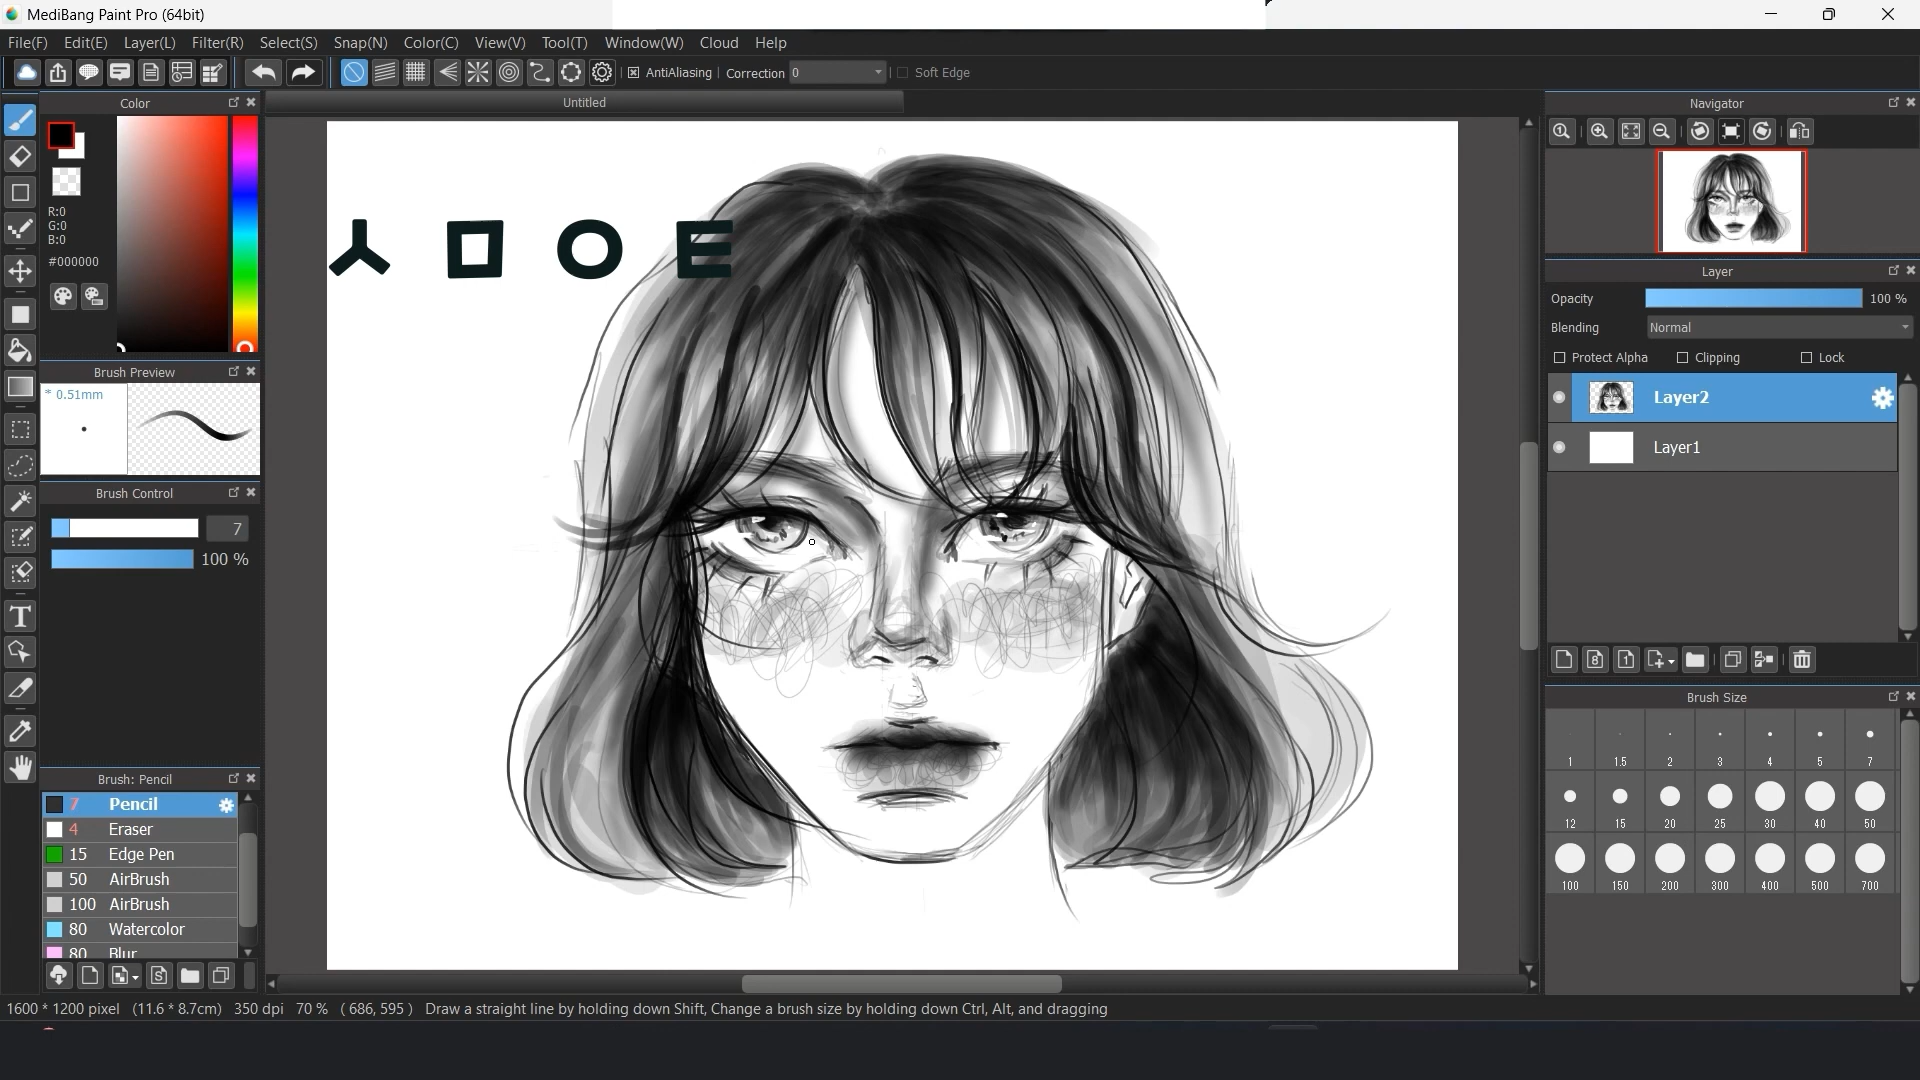 MediBang Paint Pro (64bit)
File(F) Edit(E) Layer(L) Filter(R) Select(S) Snap(N) Color(C) View(V) Tool(T) Window(W) Cloud Help
AntiAliasing Correction 0 Soft Edge
Color
R:0
G:0
B:0
#000000
Brush Preview
* 0.51mm
Brush Control
7
100 %
Brush: Pencil
7 Pencil
4 Eraser
15 Edge Pen
50 AirBrush
100 AirBrush
80 Watercolor
80 Blur
Untitled
ㅅ ㅁ ㅇ ㅌ
Navigator
Layer
Opacity 100 %
Blending Normal
Protect Alpha Clipping Lock
Layer2
Layer1
Brush Size
1 1.5 2 3 4 5 7
12 15 20 25 30 40 50
100 150 200 300 400 500 700
1600 * 1200 pixel (11.6 * 8.7cm) 350 dpi 70 % ( 686, 595 ) Draw a straight line by holding down Shift, Change a brush size by holding down Ctrl, Alt, and dragging